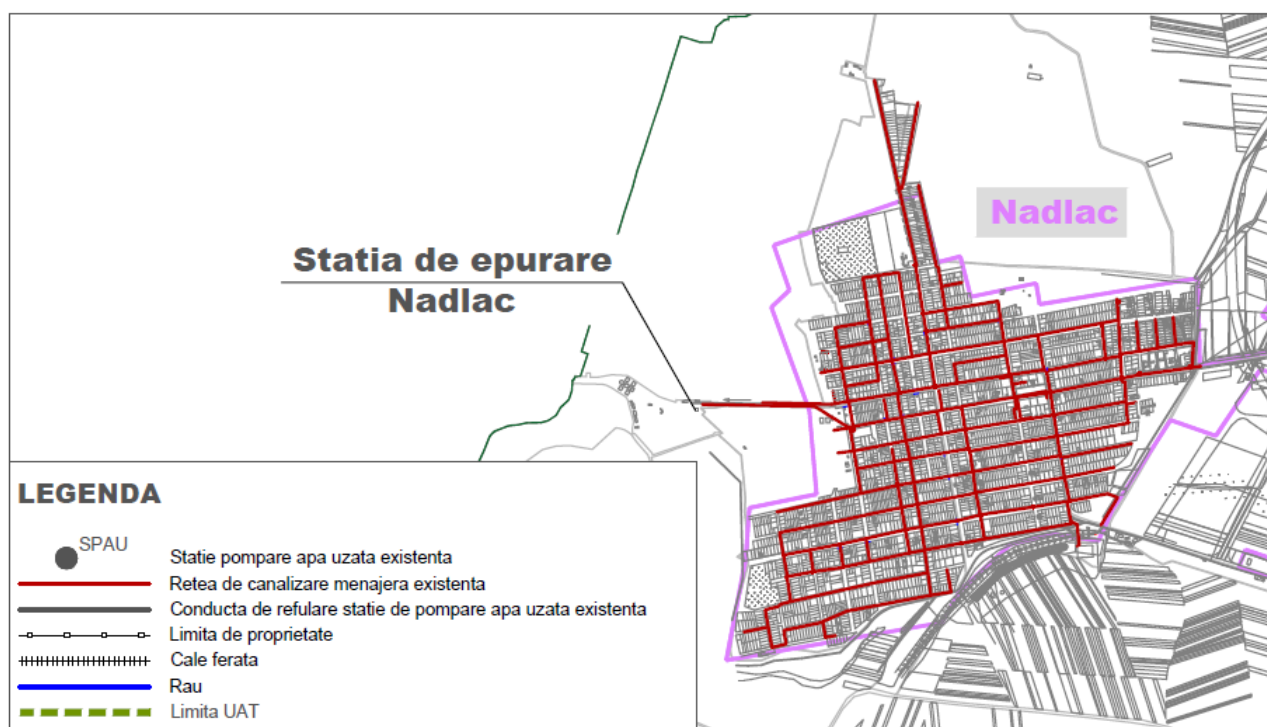 Nadlac
Statia de epurare
Nadlac
LEGENDA
SPAU
Statie pompare apa uzata existenta
Retea de canalizare menajera existenta
Conducta de refulare statie de pompare apa uzata existenta
Limita de proprietate
Cale ferata
Rau
Limita UAT